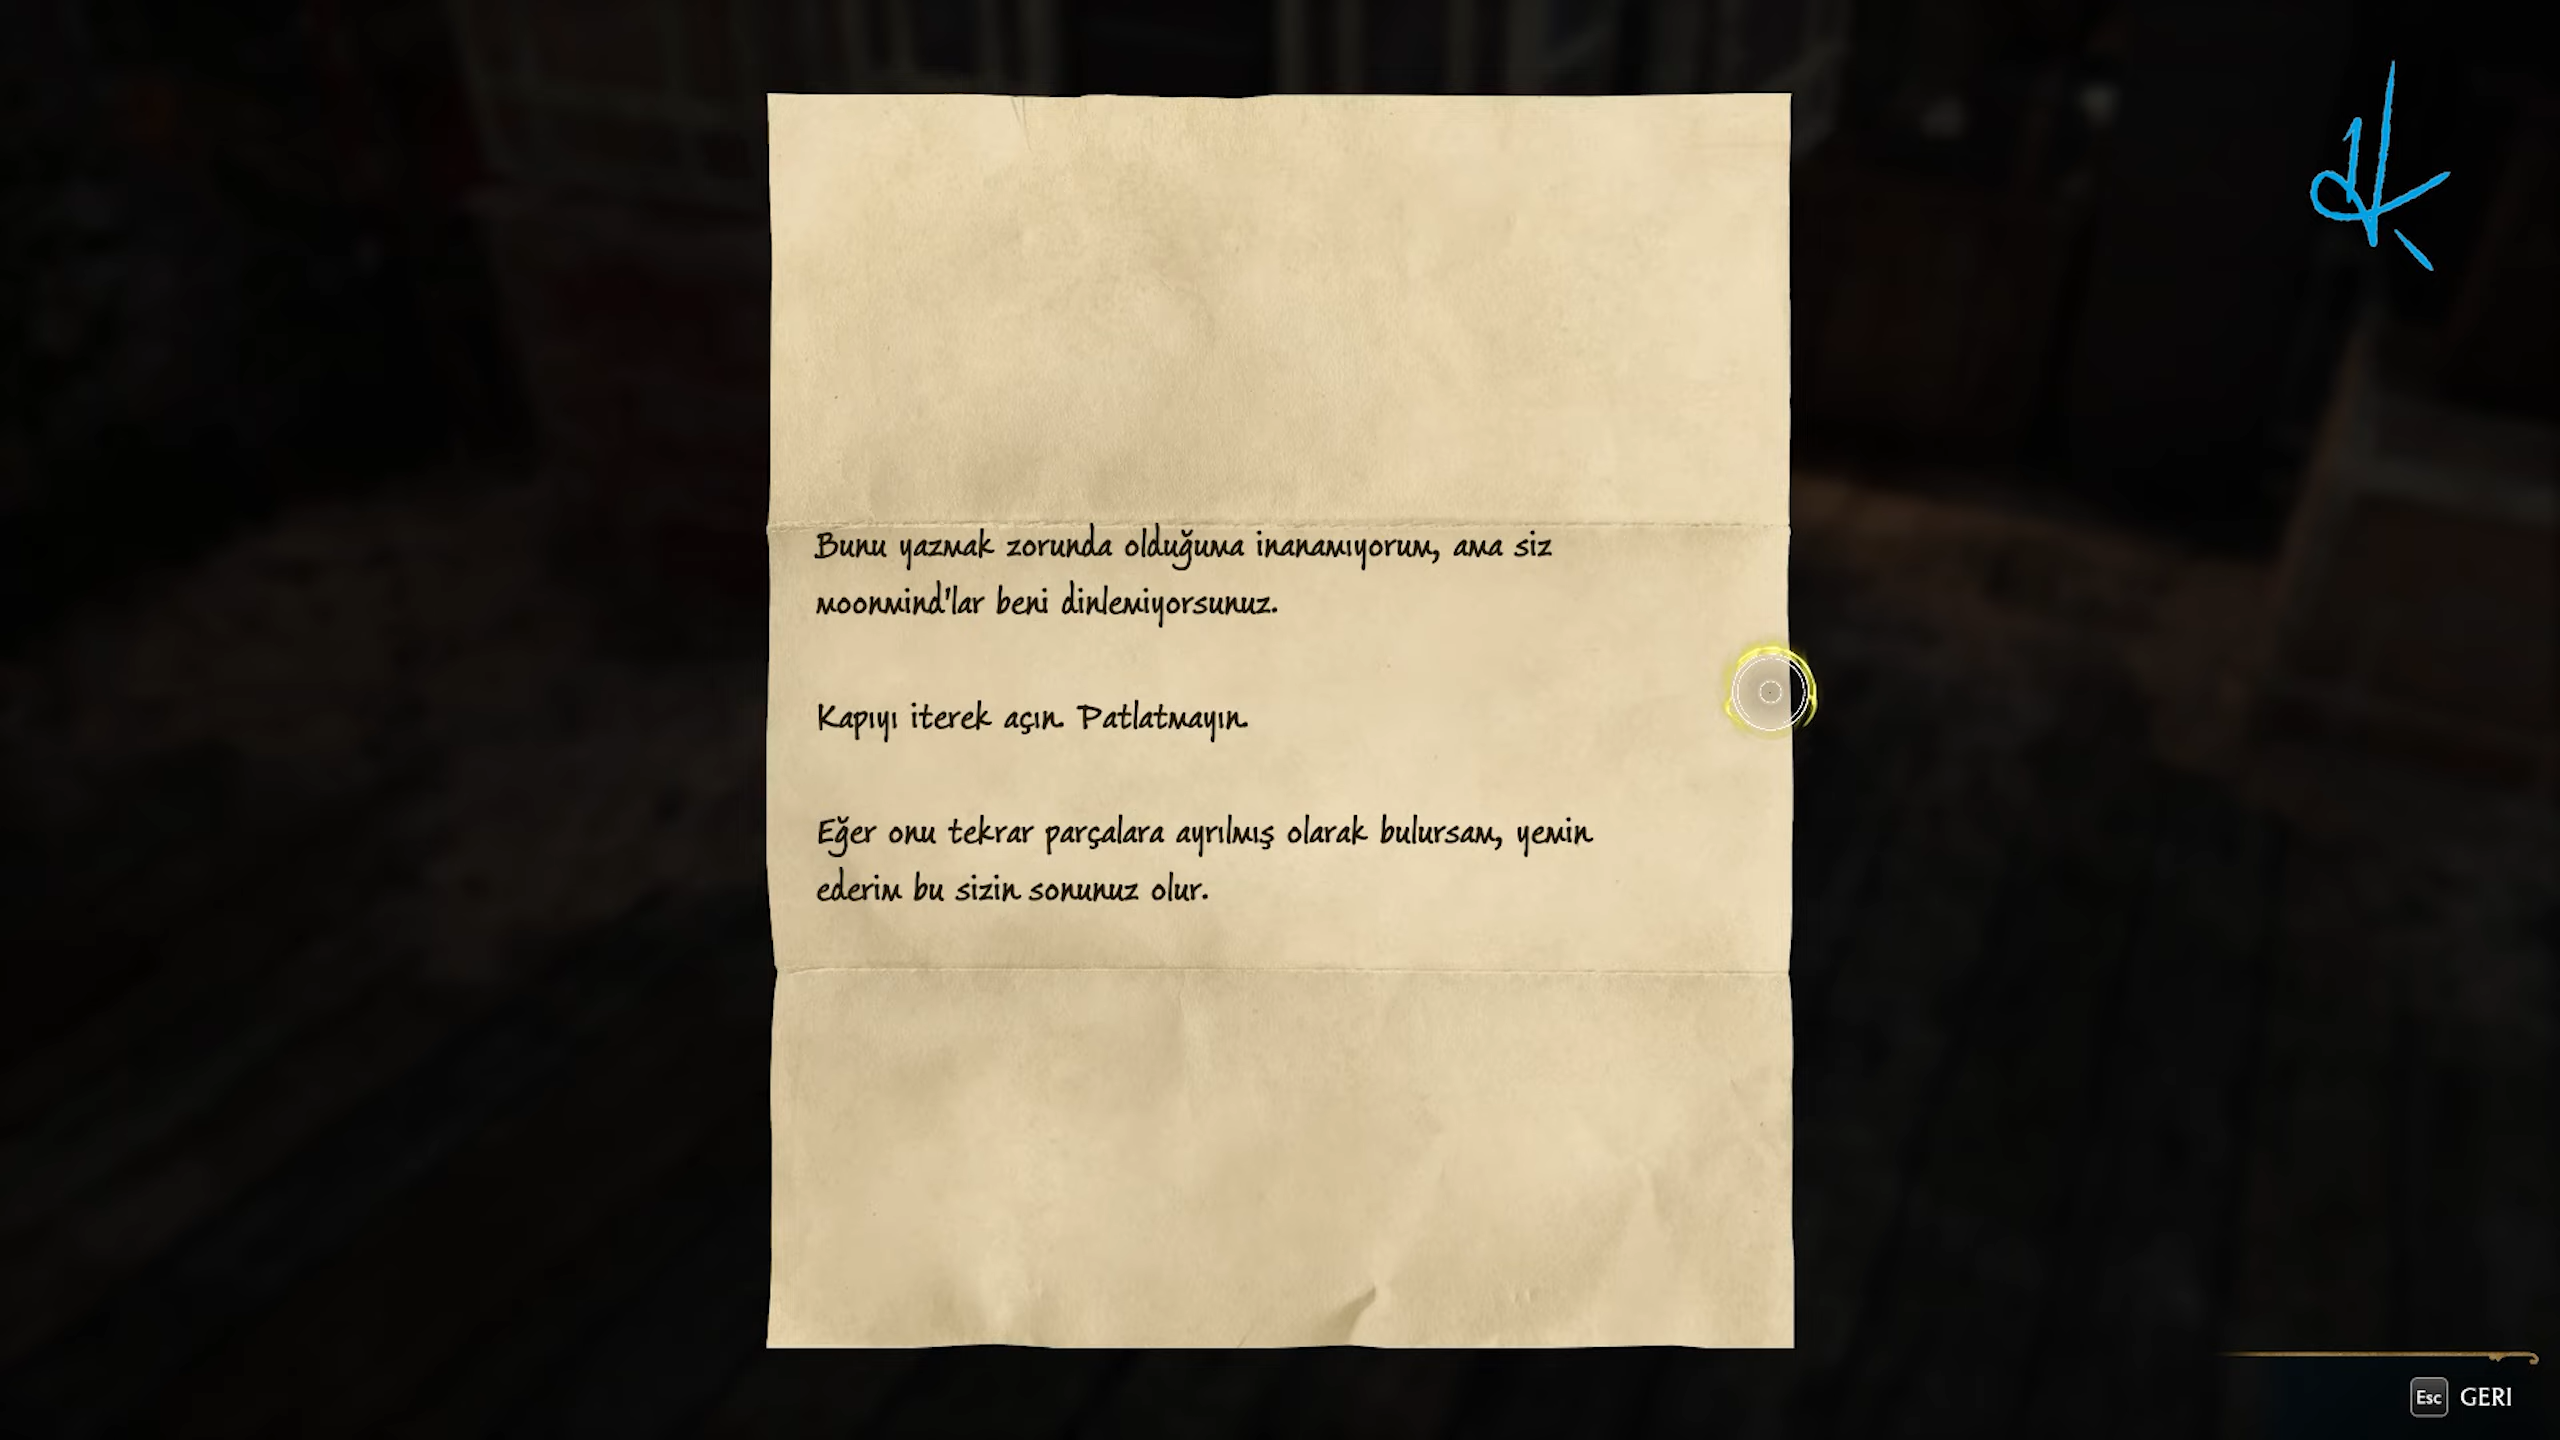 Bunu yazmak zorunda olduğuma inanamıyorum, ama siz
moonmind'lar beni dinlemiyorsunuz.
Kapıyı iterek açın. Patlatmayın.
Eğer onu tekrar parçalara ayrılmış olarak bulursam, yemin
ederim bu sizin sonunuz olur.
Esc GERI